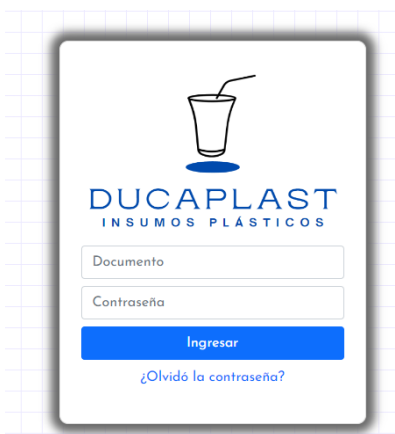 DUCAPLAST
INSUMOS PLÁSTICOS
Documento
Contraseña
Ingresar
¿Olvidó la contraseña?